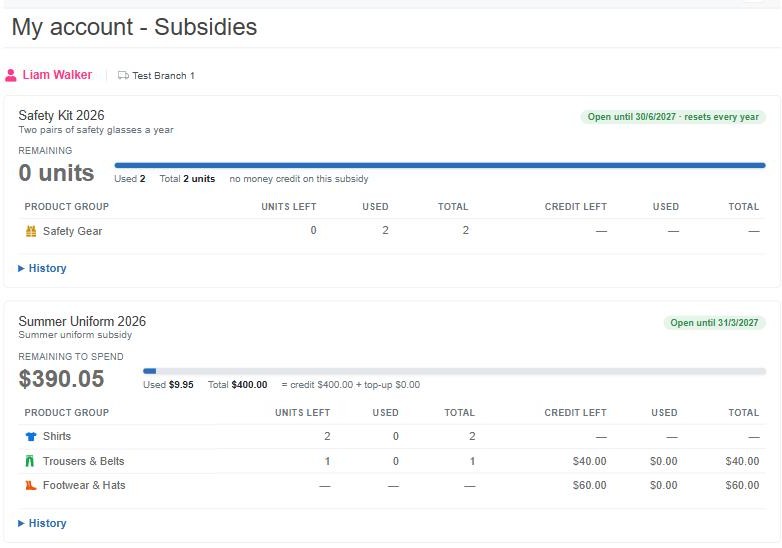 My account - Subsidies
Liam Walker Test Branch 1
Safety Kit 2026
Open until 30/6/2027 · resets every year
Two pairs of safety glasses a year
REMAINING
0 units
Used 2 Total 2 units no money credit on this subsidy
PRODUCT GROUP UNITS LEFT USED TOTAL CREDIT LEFT USED TOTAL
Safety Gear 0 2 2 — — —
▶ History
Summer Uniform 2026
Open until 31/3/2027
Summer uniform subsidy
REMAINING TO SPEND
$390.05
Used $9.95 Total $400.00 = credit $400.00 + top-up $0.00
PRODUCT GROUP UNITS LEFT USED TOTAL CREDIT LEFT USED TOTAL
Shirts 2 0 2 — — —
Trousers & Belts 1 0 1 $40.00 $0.00 $40.00
Footwear & Hats — — — $60.00 $0.00 $60.00
▶ History